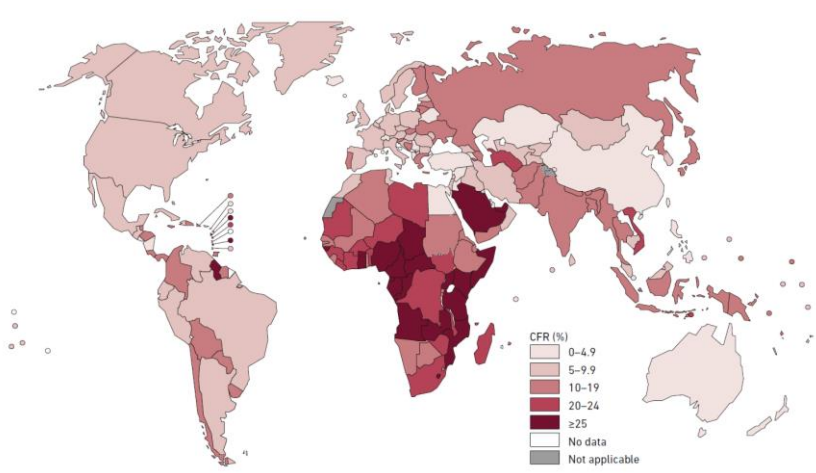 CFR (%)
0–4.9
5–9.9
10–19
20–24
≥25
No data
Not applicable